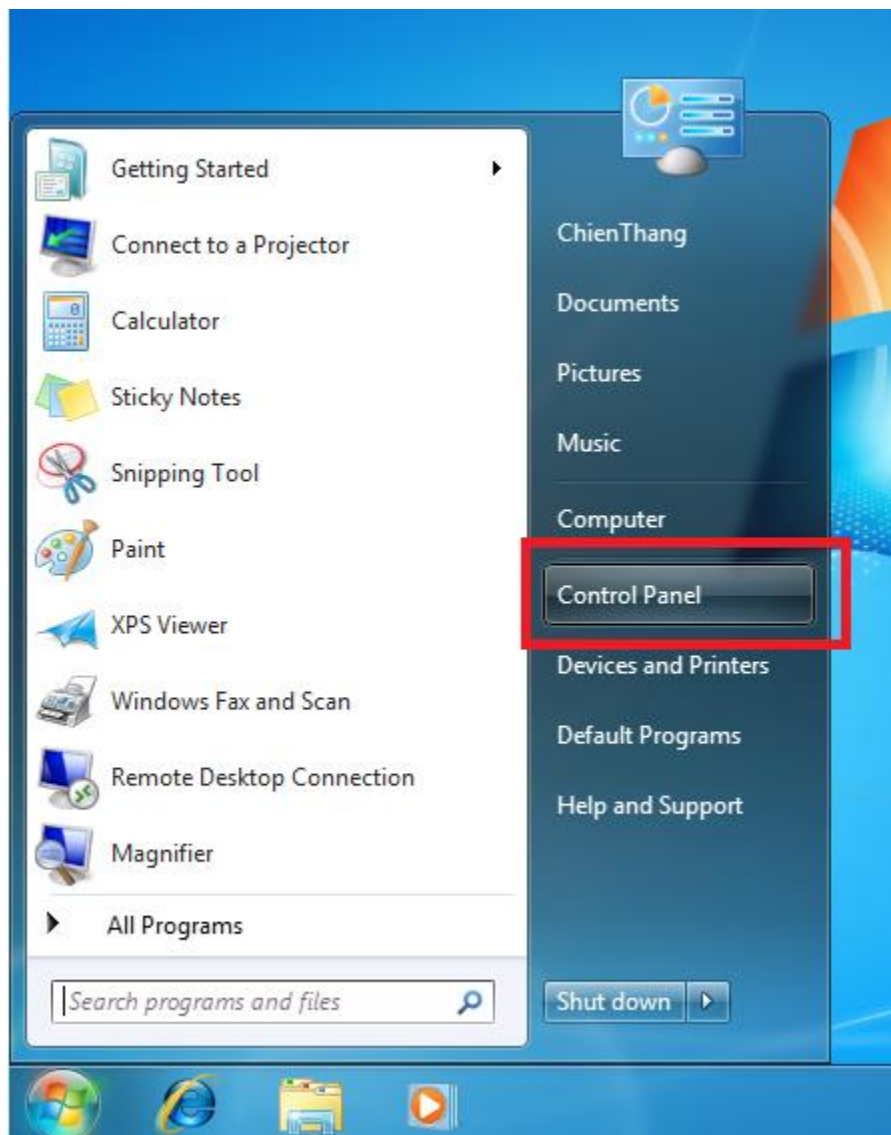 Getting Started
Connect to a Projector
Calculator
Sticky Notes
Snipping Tool
Paint
XPS Viewer
Windows Fax and Scan
Remote Desktop Connection
Magnifier
All Programs
Search programs and files
ChienThang
Documents
Pictures
Music
Computer
Control Panel
Devices and Printers
Default Programs
Help and Support
Shut down